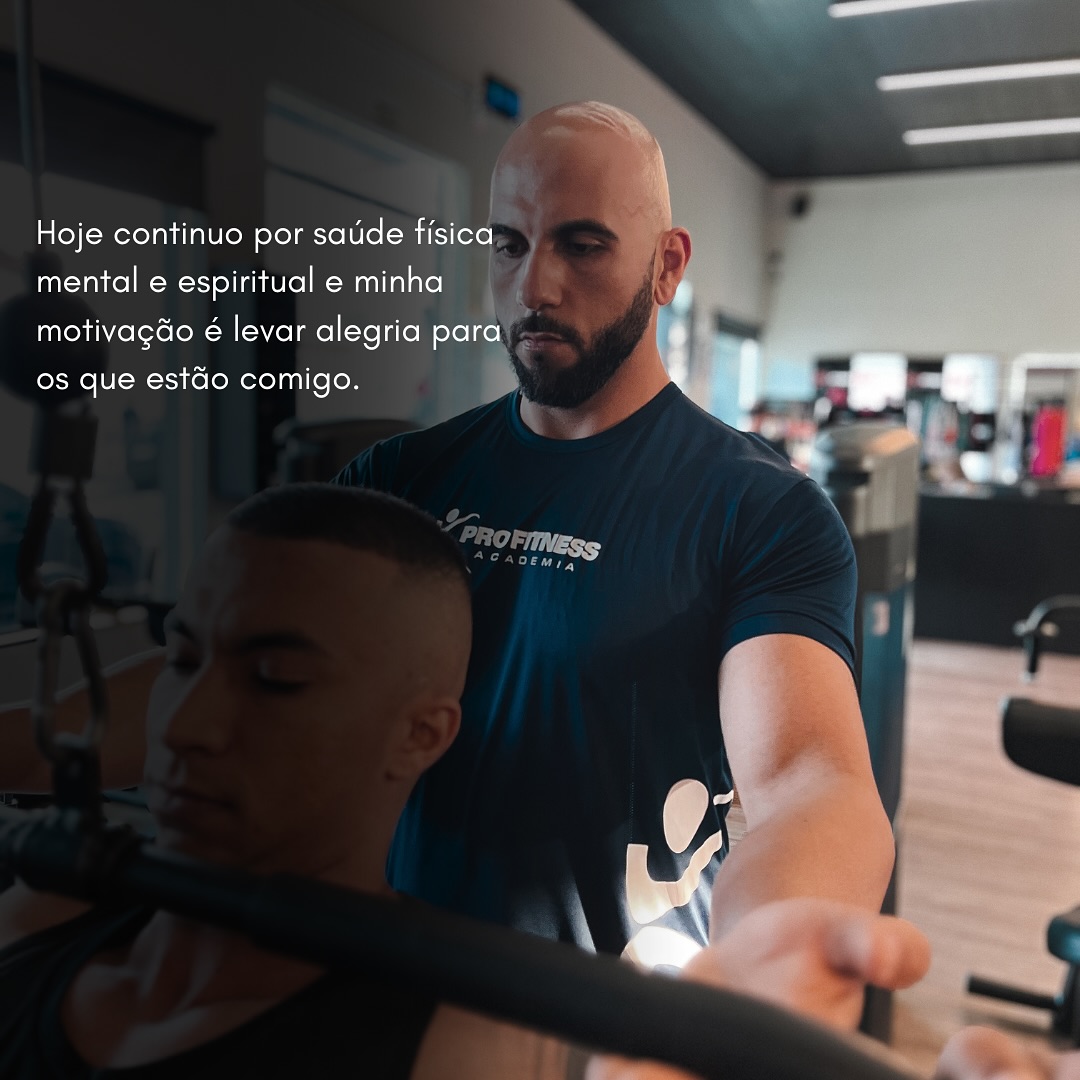 Hoje continuo por saúde física
mental e espiritual e minha
motivação é levar alegria para
os que estão comigo.
PROFITNESS
ACADEMIA